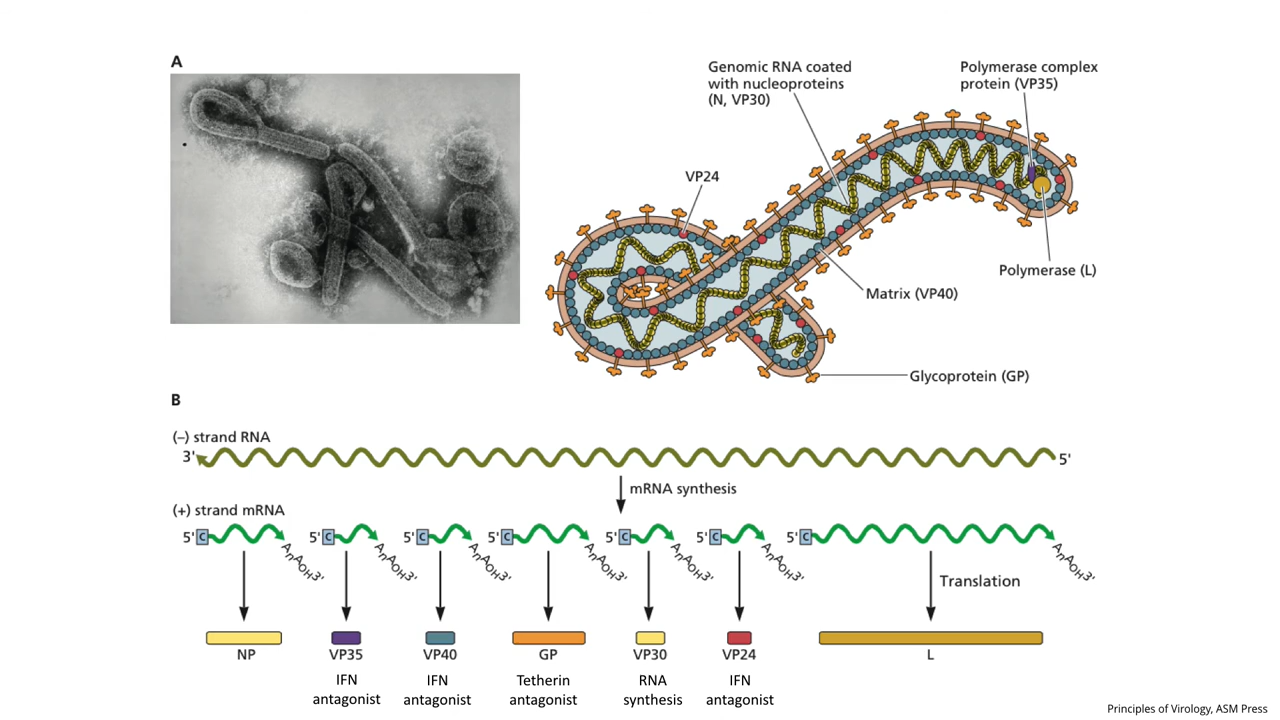 A
Genomic RNA coated
with nucleoproteins
(N, VP30)
Polymerase complex
protein (VP35)
VP24
Polymerase (L)
Matrix (VP40)
Glycoprotein (GP)
B
(–) strand RNA
3' 5'
mRNA synthesis
(+) strand mRNA
5' C AnAOH3' 5' C AnAOH3' 5' C AnAOH3' 5' C AnAOH3' 5' C AnAOH3' 5' C AnAOH3' 5' C AnAOH3'
Translation
NP VP35 VP40 GP VP30 VP24 L
IFN antagonist
IFN antagonist
Tetherin antagonist
RNA synthesis
IFN antagonist
Principles of Virology, ASM Press